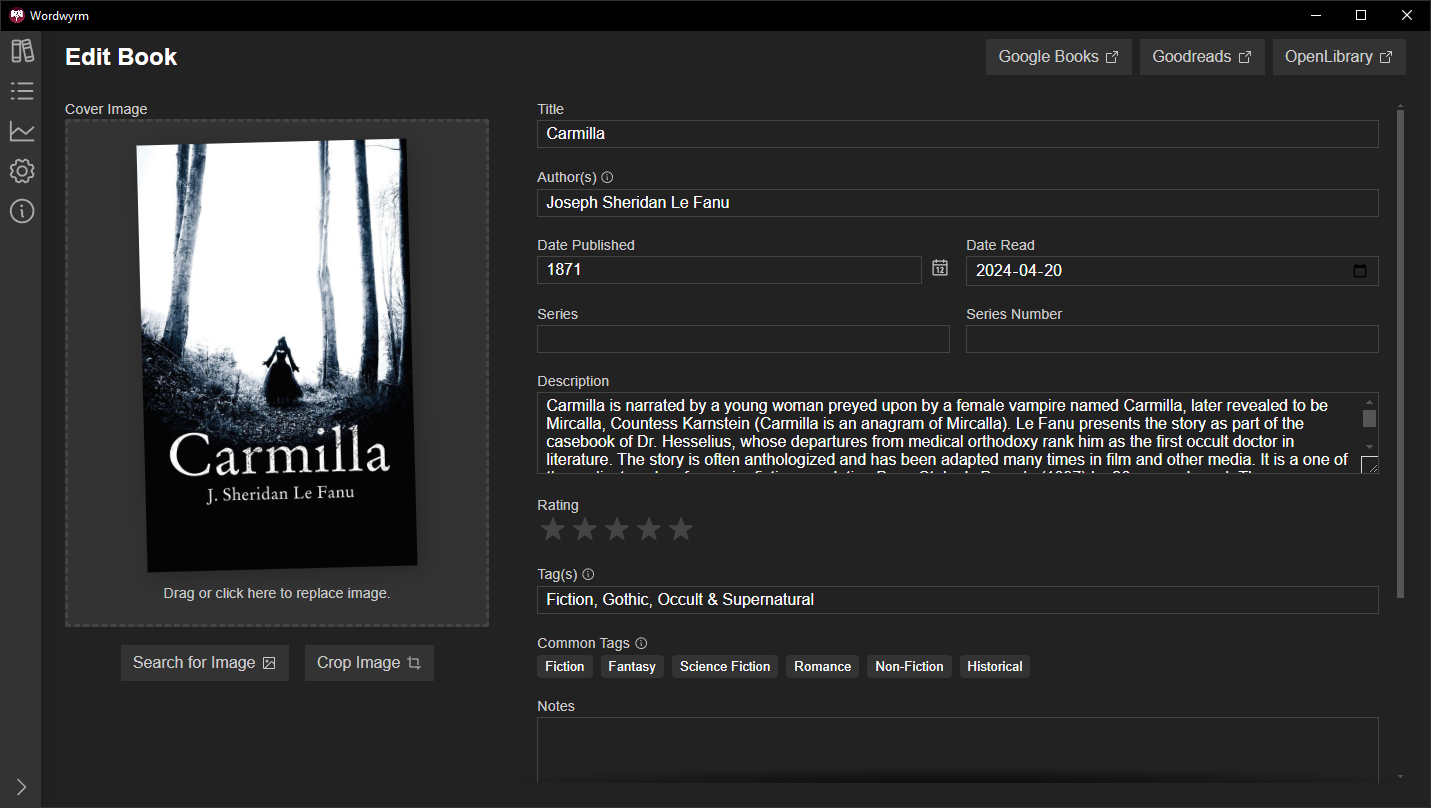 Wordwyrm
Edit Book
Google Books
Goodreads
OpenLibrary
Cover Image
Carmilla
J. Sheridan Le Fanu
Drag or click here to replace image.
Search for Image
Crop Image
Title
Carmilla
Author(s)
Joseph Sheridan Le Fanu
Date Published
Date Read
1871
12
2024-04-20
Series
Series Number
Description
Carmilla is narrated by a young woman preyed upon by a female vampire named Carmilla, later revealed to be
Mircalla, Countess Karnstein (Carmilla is an anagram of Mircalla). Le Fanu presents the story as part of the
casebook of Dr. Hesselius, whose departures from medical orthodoxy rank him as the first occult doctor in
literature. The story is often anthologized and has been adapted many times in film and other media. It is a one of
Rating
Tag(s)
Fiction, Gothic, Occult & Supernatural
Common Tags
Fiction
Fantasy
Science Fiction
Romance
Non-Fiction
Historical
Notes